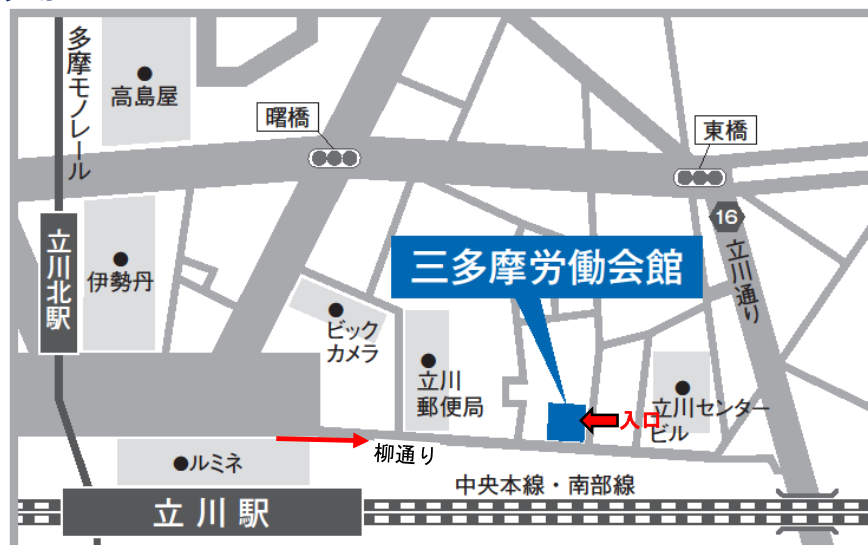 多摩モノレール
高島屋
曙橋
東橋
16
立川通り
立川北駅
伊勢丹
三多摩労働会館
ビック
カメラ
立川
郵便局
入口
立川センター
ビル
ルミネ
柳通り
中央本線・南部線
立川駅